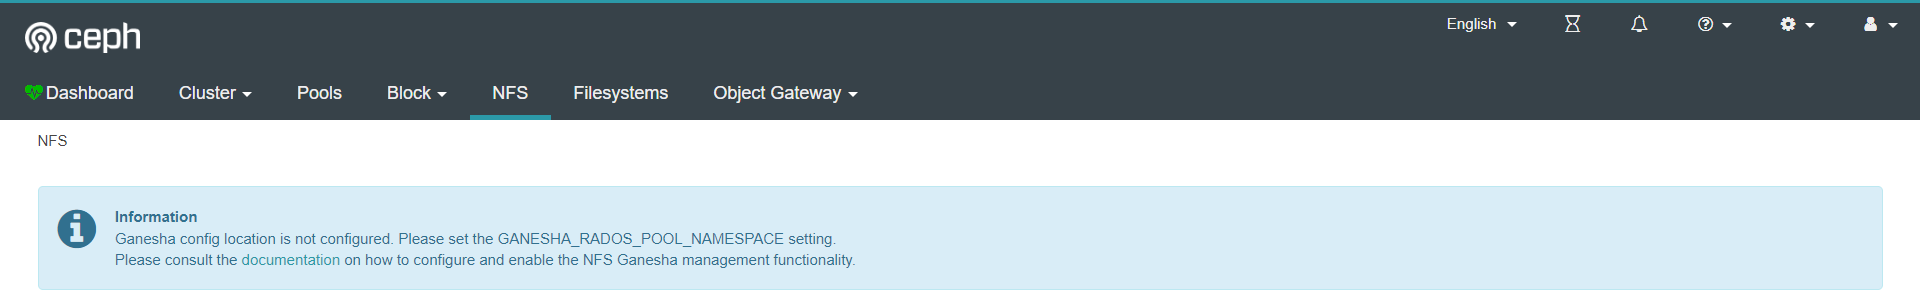 English
ceph
Dashboard Cluster Pools Block NFS Filesystems Object Gateway
NFS
Information
Ganesha config location is not configured. Please set the GANESHA_RADOS_POOL_NAMESPACE setting.
Please consult the documentation on how to configure and enable the NFS Ganesha management functionality.